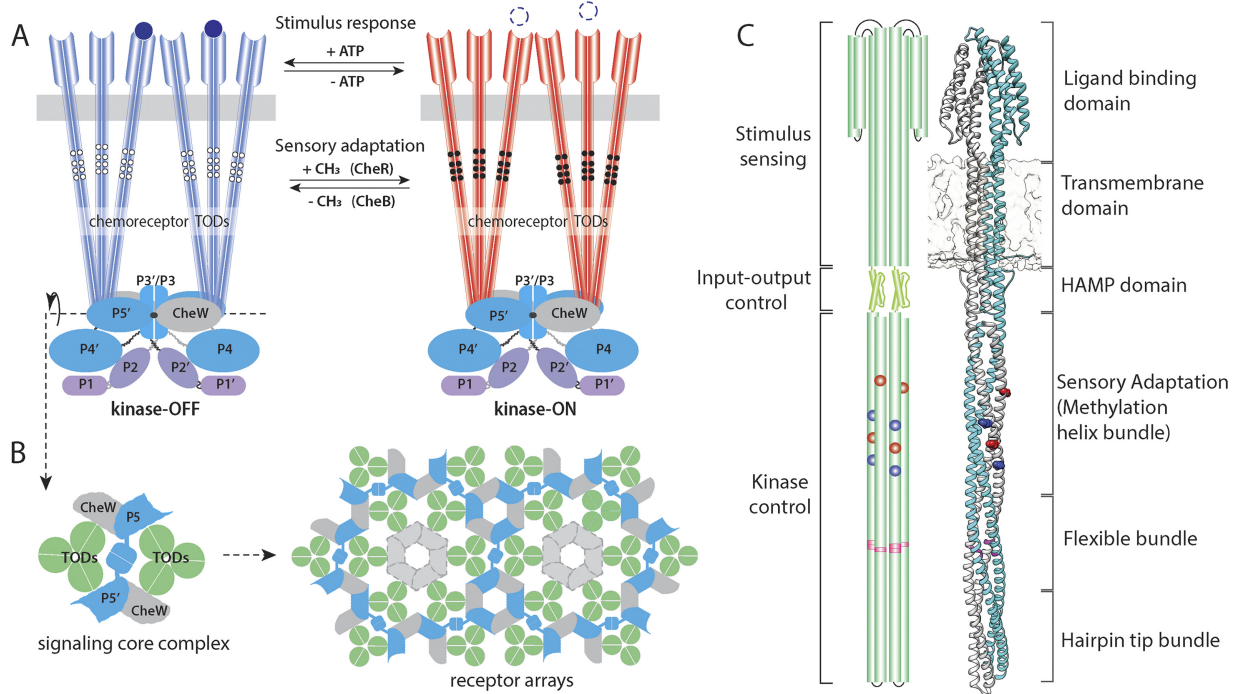 A
Stimulus response
+ ATP
- ATP
Sensory adaptation
+ CH₃ (CheR)
- CH₃ (CheB)
chemoreceptor TODs
chemoreceptor TODs
P3′/P3
P5′
CheW
P4′
P4
P2
P2′
P1
P1′
kinase-OFF
P3′/P3
P5′
CheW
P4′
P4
P2
P2′
P1
P1′
kinase-ON
B
CheW
P5
TODs
TODs
P5′
CheW
signaling core complex
receptor arrays
C
Stimulus
sensing
Input-output
control
Kinase
control
Ligand binding
domain
Transmembrane
domain
HAMP domain
Sensory Adaptation
(Methylation
helix bundle)
Flexible bundle
Hairpin tip bundle